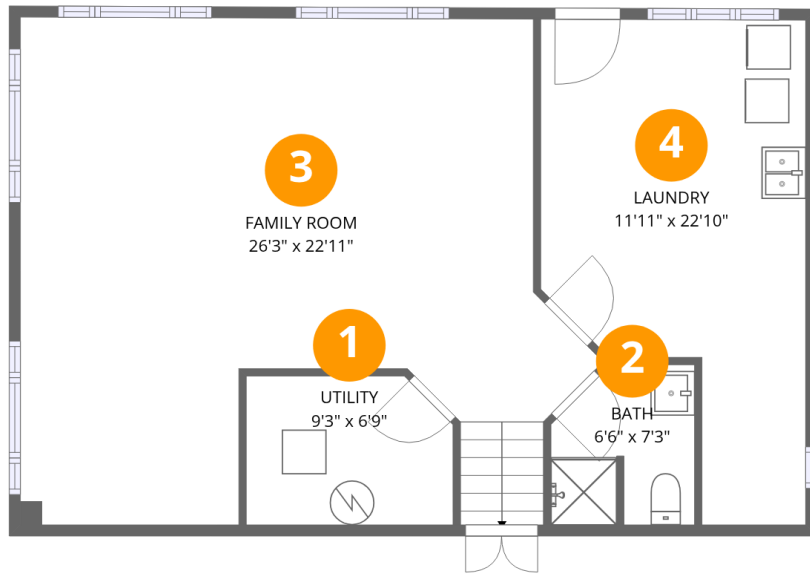 3
FAMILY ROOM
26'3" x 22'11"
4
LAUNDRY
11'11" x 22'10"
1
UTILITY
9'3" x 6'9"
2
BATH
6'6" x 7'3"